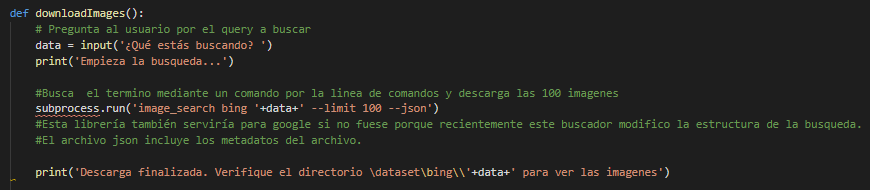 def downloadImages():
# Pregunta al usuario por el query a buscar
data = input('¿Qué estás buscando? ')
print('Empieza la busqueda...')
#Busca  el termino mediante un comando por la linea de comandos y descarga las 100 imagenes
subprocess.run('image_search bing '+data+' --limit 100 --json')
#Esta librería también serviría para google si no fuese porque recientemente este buscador modifico la estructura de la busqueda.
#El archivo json incluye los metadatos del archivo.
print('Descarga finalizada. Verifique el directorio \dataset\bing\\'+data+' para ver las imagenes')